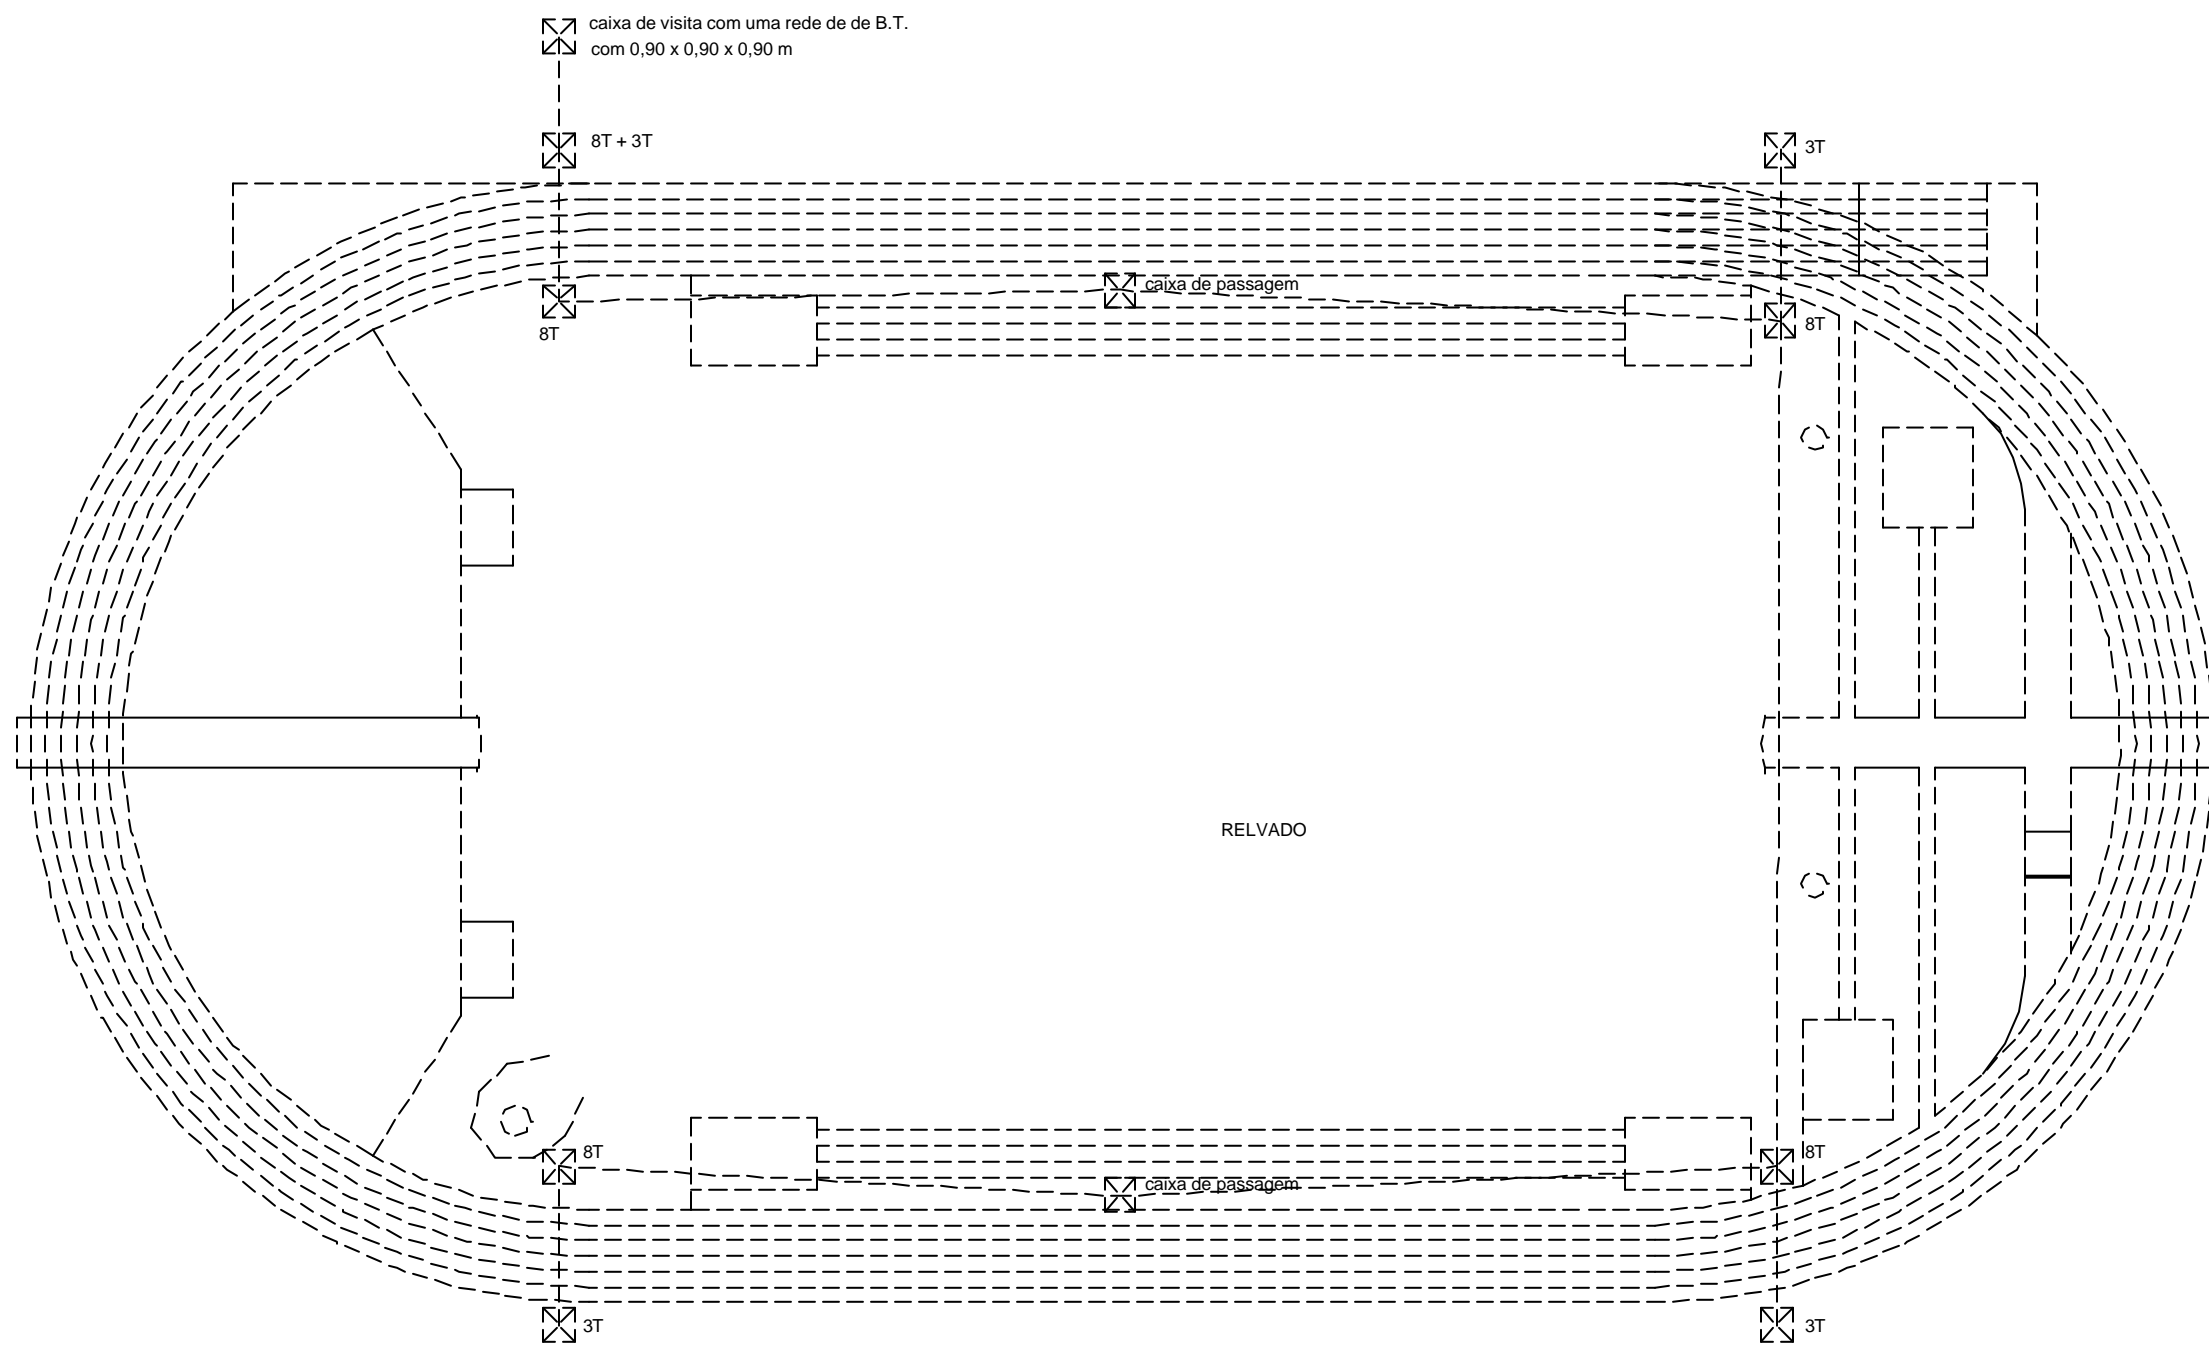 caixa de visita com uma rede de de B.T.
com 0,90 x 0,90 x 0,90 m
8T + 3T
3T
caixa de passagem
8T
8T
RELVADO
8T
8T
caixa de passagem
3T
3T